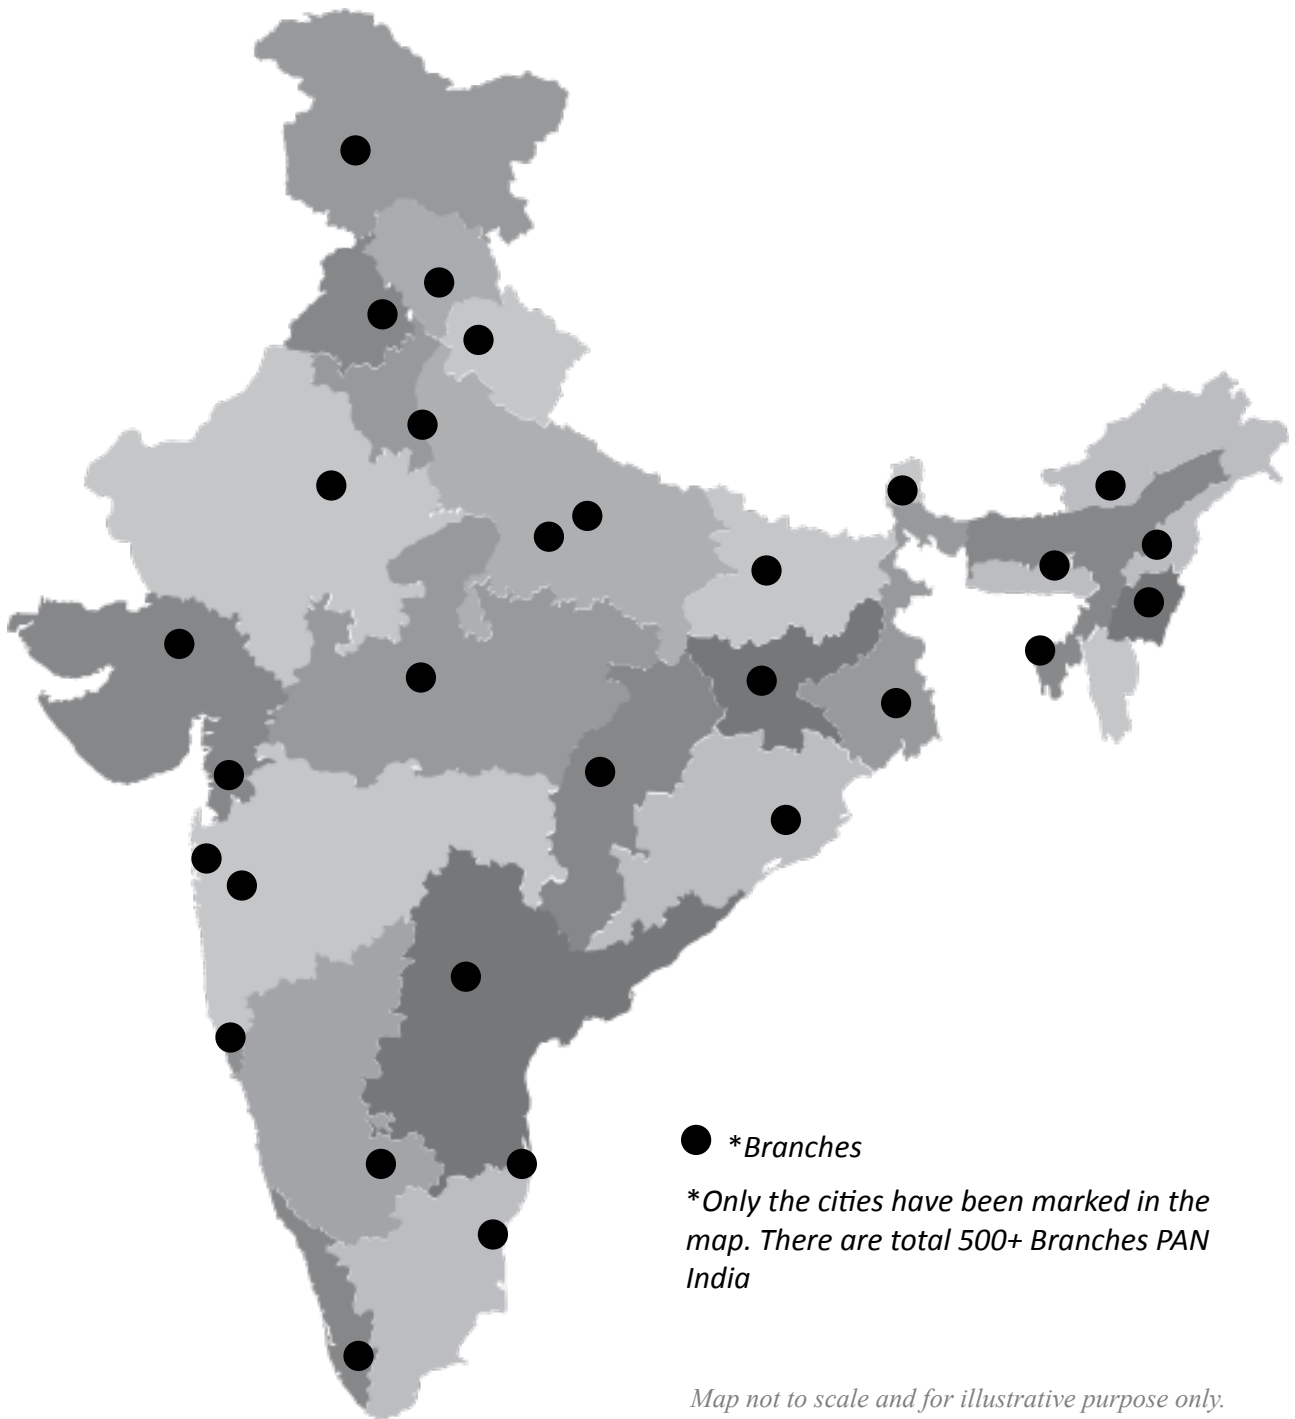 *Branches
*Only the cities have been marked in the
map. There are total 500+ Branches PAN
India
Map not to scale and for illustrative purpose only.